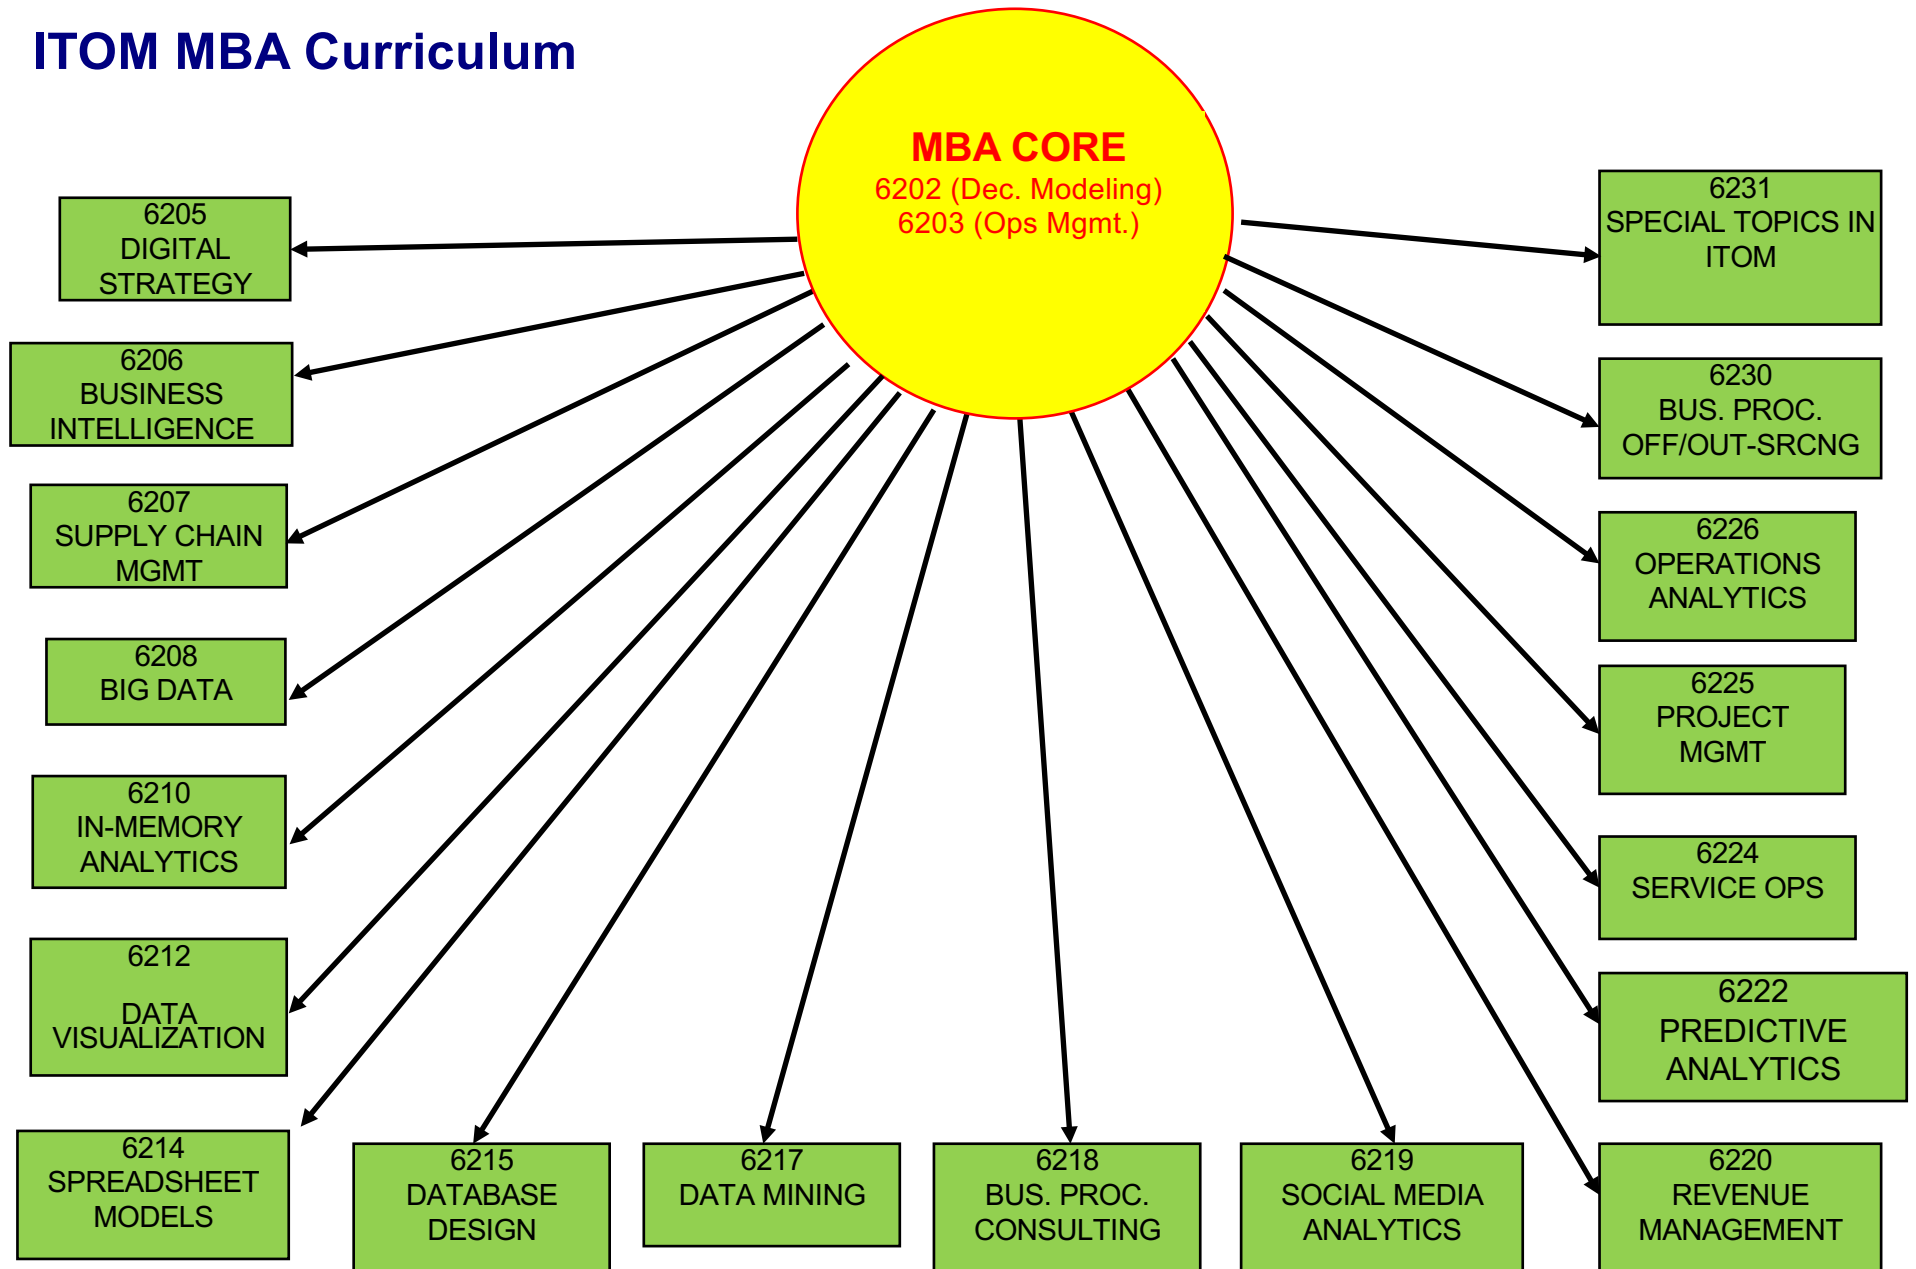 ITOM MBA Curriculum
MBA CORE
6202 (Dec. Modeling)
6203 (Ops Mgmt.)
6205
DIGITAL
STRATEGY
6206
BUSINESS
INTELLIGENCE
6207
SUPPLY CHAIN
MGMT
6208
BIG DATA
6210
IN-MEMORY
ANALYTICS
6212
DATA
VISUALIZATION
6214
SPREADSHEET
MODELS
6215
DATABASE
DESIGN
6217
DATA MINING
6218
BUS. PROC.
CONSULTING
6219
SOCIAL MEDIA
ANALYTICS
6220
REVENUE
MANAGEMENT
6222
PREDICTIVE
ANALYTICS
6224
SERVICE OPS
6225
PROJECT
MGMT
6226
OPERATIONS
ANALYTICS
6230
BUS. PROC.
OFF/OUT-SRCNG
6231
SPECIAL TOPICS IN
ITOM